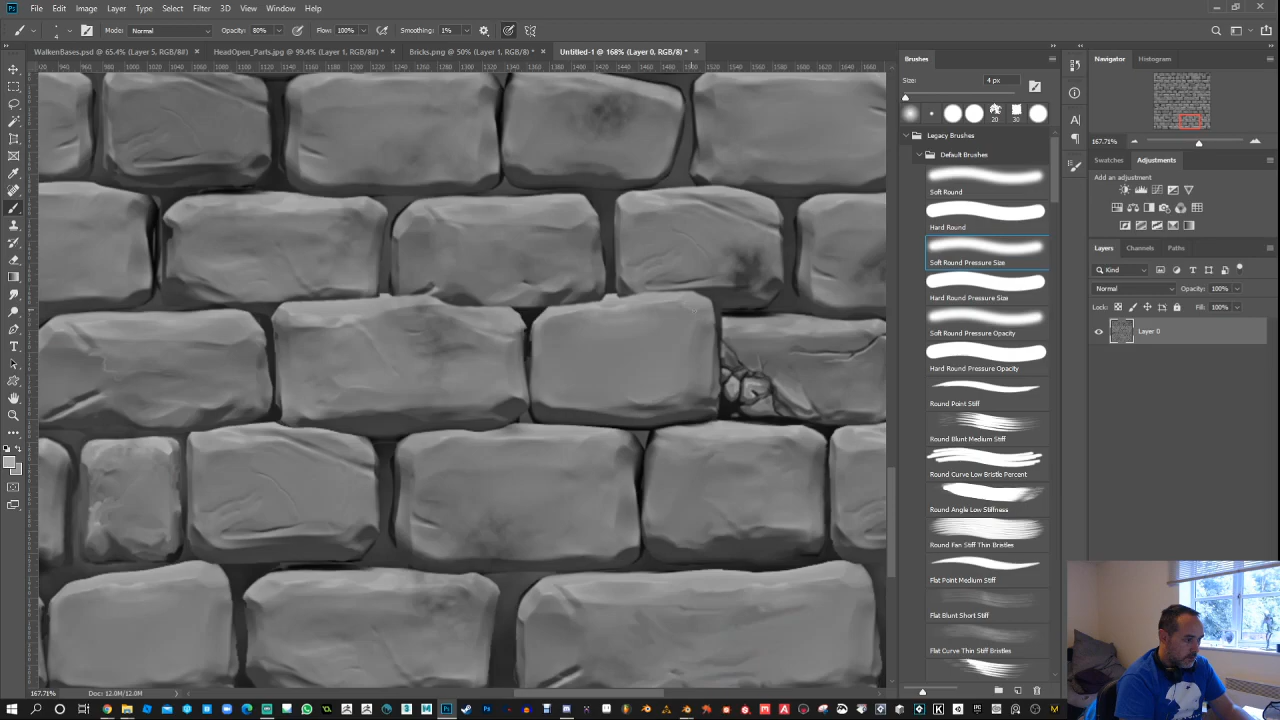 File Edit Image Layer Type Select Filter 3D View Window Help
Mode: Normal Opacity: 80% Flow: 100% Smoothing: 1%
WalkenBases.psd @ 65.4% (Layer 5, RGB/8#) × HeadOpen_Parts.jpg @ 99.4% (Layer 1, RGB/8#) * × Bricks.png @ 50% (Layer 1, RGB/8) * × Untitled-1 @ 168% (Layer 0, RGB/8) * ×
Brushes
Size: 4 px
20 30
Legacy Brushes
Default Brushes
Soft Round
Hard Round
Soft Round Pressure Size
Hard Round Pressure Size
Soft Round Pressure Opacity
Hard Round Pressure Opacity
Round Point Stiff
Round Blunt Medium Stiff
Round Curve Low Bristle Percent
Round Angle Low Stiffness
Round Fan Stiff Thin Bristles
Flat Point Medium Stiff
Flat Blunt Short Stiff
Flat Curve Thin Stiff Bristles
Navigator Histogram
167.71%
Swatches Adjustments
Add an adjustment
Layers Channels Paths
Kind
Normal Opacity: 100%
Lock: Fill: 100%
Layer 0
167.71% Doc: 12.0M/12.0M